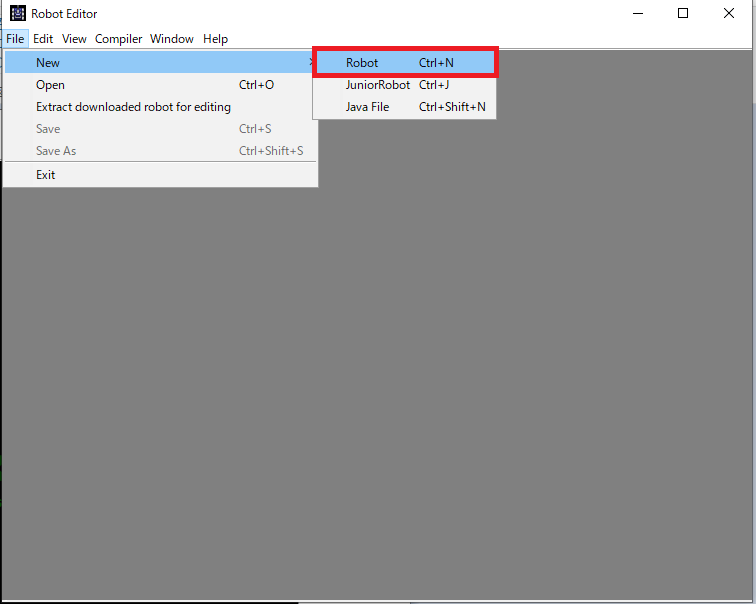 Robot Editor
File Edit View Compiler Window Help
New
Robot Ctrl+N
Open Ctrl+O
JuniorRobot Ctrl+J
Extract downloaded robot for editing
Java File Ctrl+Shift+N
Save Ctrl+S
Save As Ctrl+Shift+S
Exit